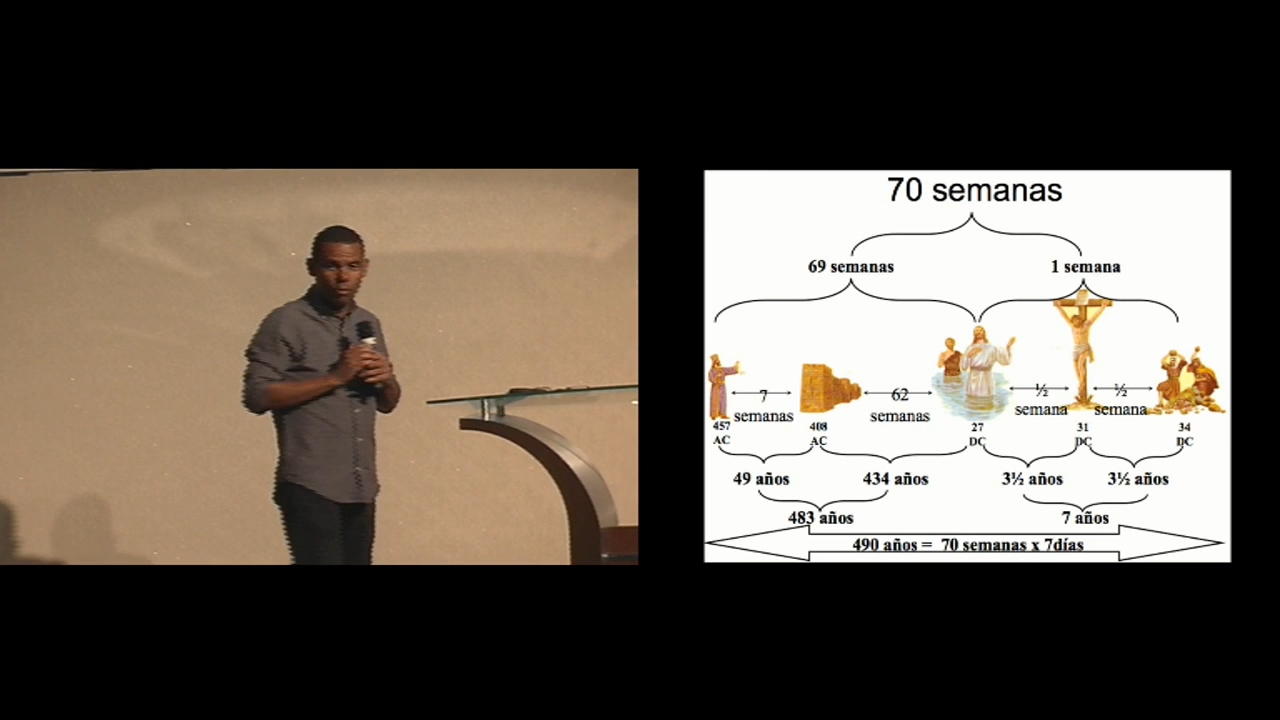 70 semanas
69 semanas
1 semana
7
semanas
62
semanas
½
semana
½
semana
457
AC
408
AC
27
DC
31
DC
34
DC
49 años
434 años
3½ años
3½ años
483 años
7 años
490 años = 70 semanas x 7días